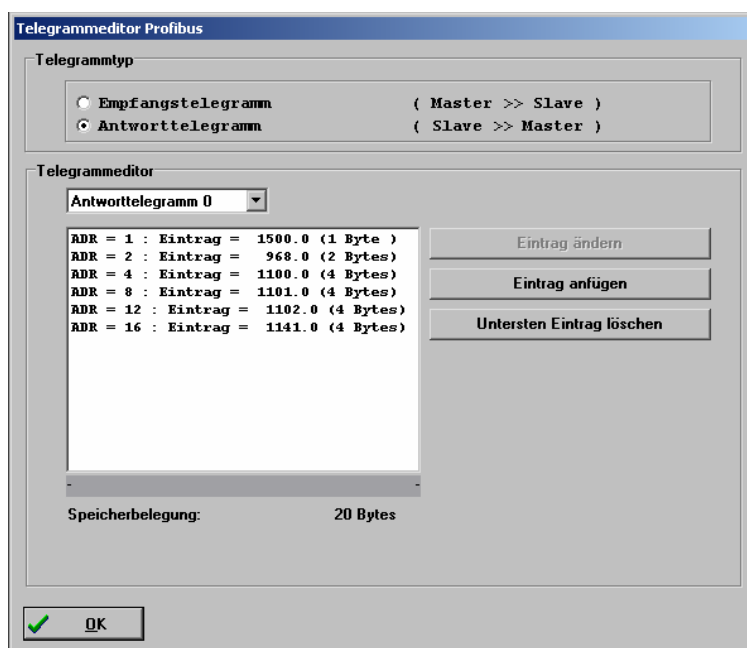 Telegrammeditor Profibus
Telegrammtyp
Empfangstelegramm ( Master >> Slave )
Antworttelegramm ( Slave >> Master )
Telegrammeditor
Antworttelegramm 0
ADR = 1 : Eintrag = 1500.0 (1 Byte )
ADR = 2 : Eintrag = 968.0 (2 Bytes)
ADR = 4 : Eintrag = 1100.0 (4 Bytes)
ADR = 8 : Eintrag = 1101.0 (4 Bytes)
ADR = 12 : Eintrag = 1102.0 (4 Bytes)
ADR = 16 : Eintrag = 1141.0 (4 Bytes)
Eintrag ändern
Eintrag anfügen
Untersten Eintrag löschen
- -
Speicherbelegung: 20 Bytes
OK